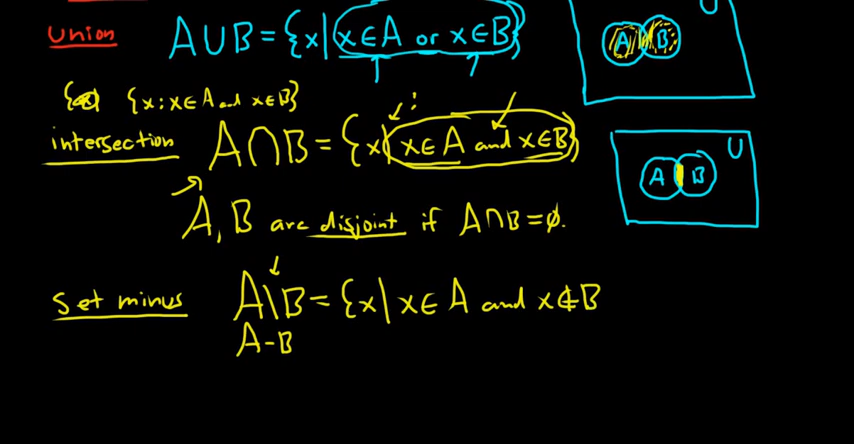 Union A∪B = {x | x∈A or x∈B}
U
A B
{x : x∈A and x∈B}
:
intersection A∩B = {x | x∈A and x∈B}
U
A B
A, B are disjoint if A∩B=∅.
Set minus A\B = {x | x∈A and x∉B
A-B